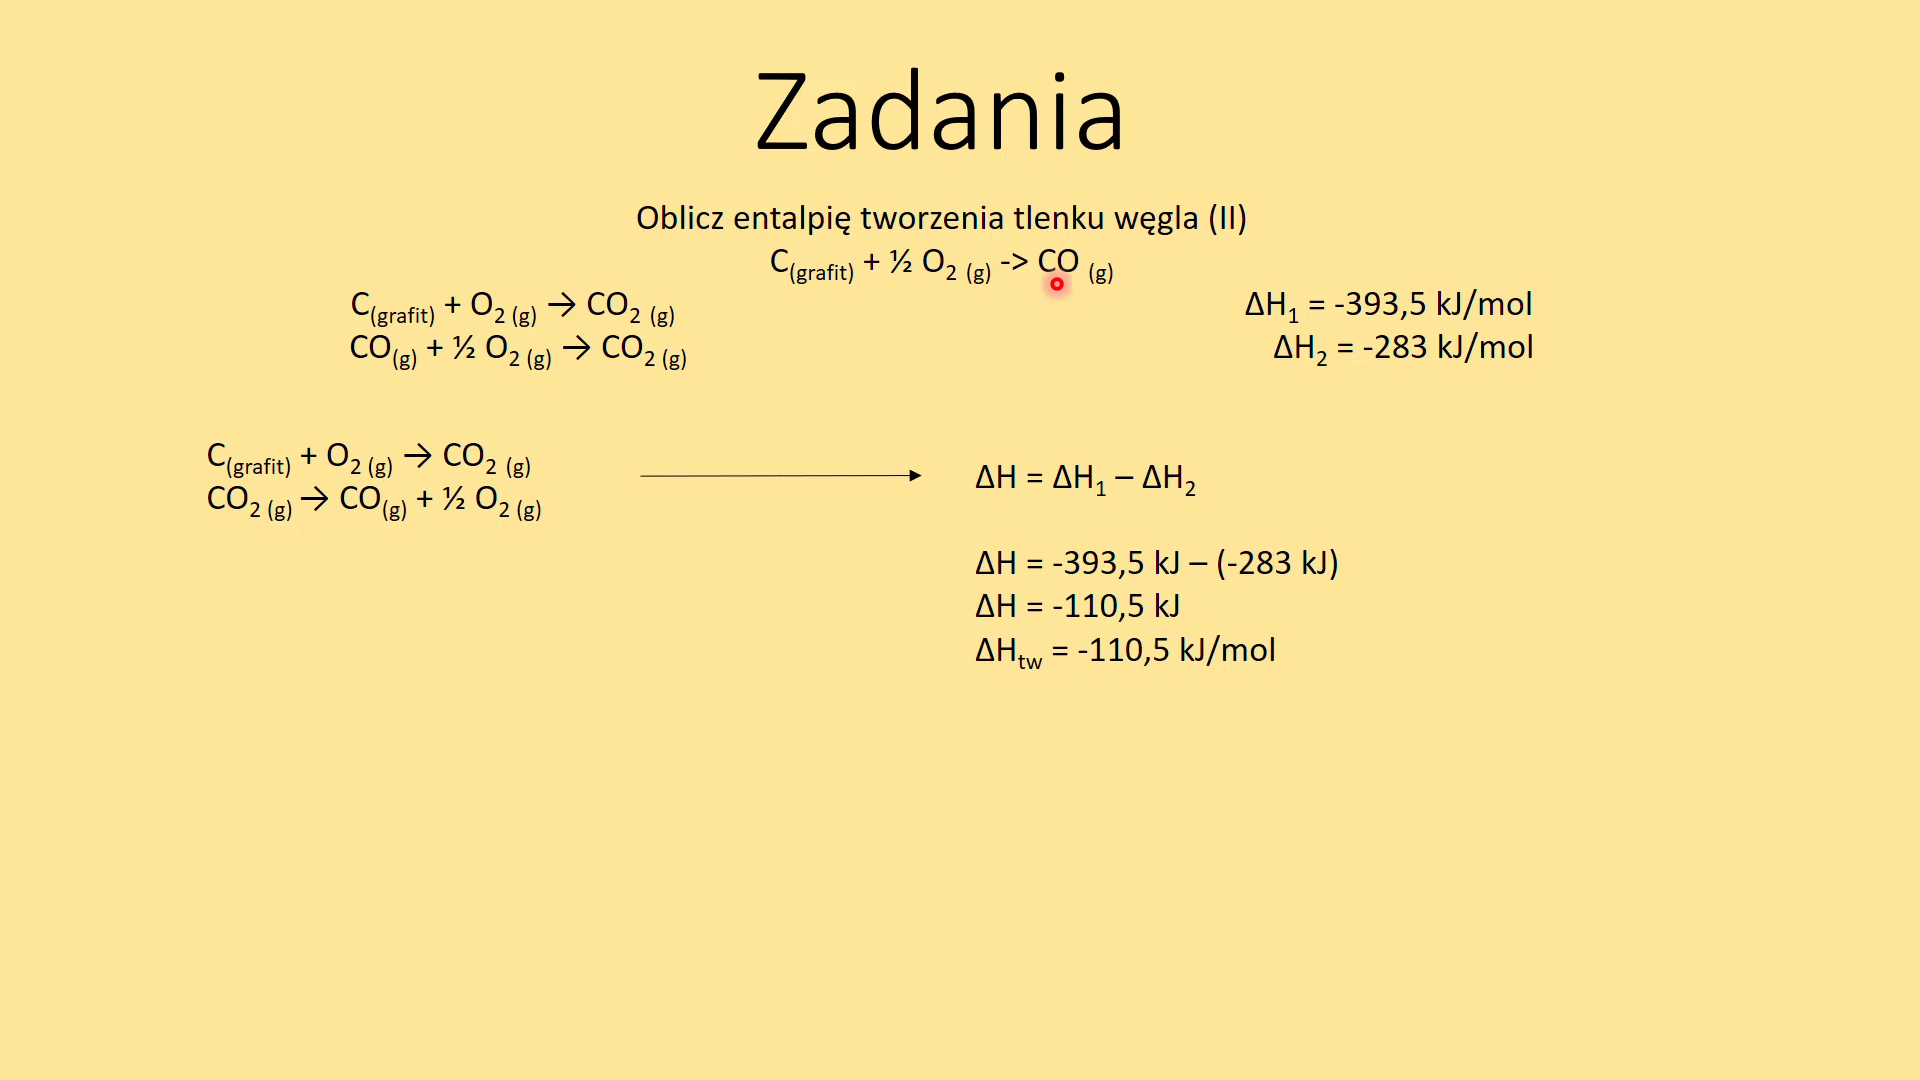 Zadania
Oblicz entalpię tworzenia tlenku węgla (II)
C(grafit) + ½ O2 (g) -> CO (g)
C(grafit) + O2 (g) → CO2 (g) ΔH1 = -393,5 kJ/mol
CO(g) + ½ O2 (g) → CO2 (g) ΔH2 = -283 kJ/mol
C(grafit) + O2 (g) → CO2 (g)
CO2 (g) → CO(g) + ½ O2 (g)
ΔH = ΔH1 – ΔH2
ΔH = -393,5 kJ – (-283 kJ)
ΔH = -110,5 kJ
ΔHtw = -110,5 kJ/mol